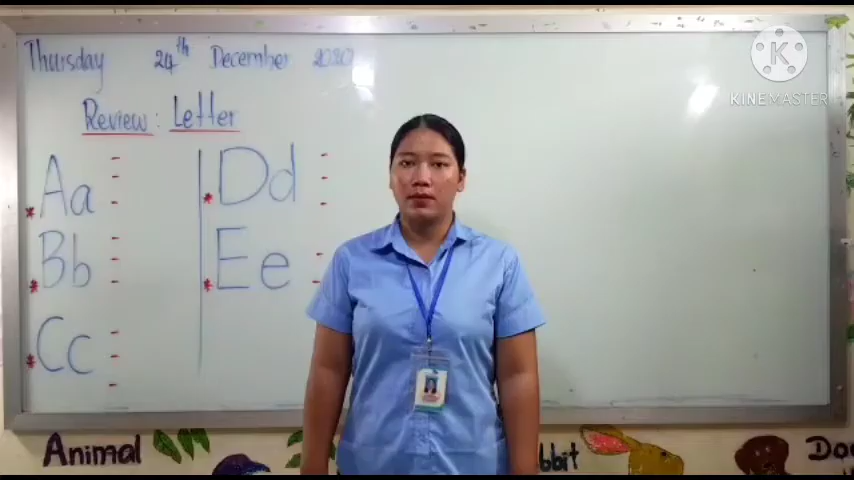 Thursday 24th December 2020
KINEMASTER
Review: Letter
Aa
Bb
Cc
Dd
Ee
Animal
bbit
Do